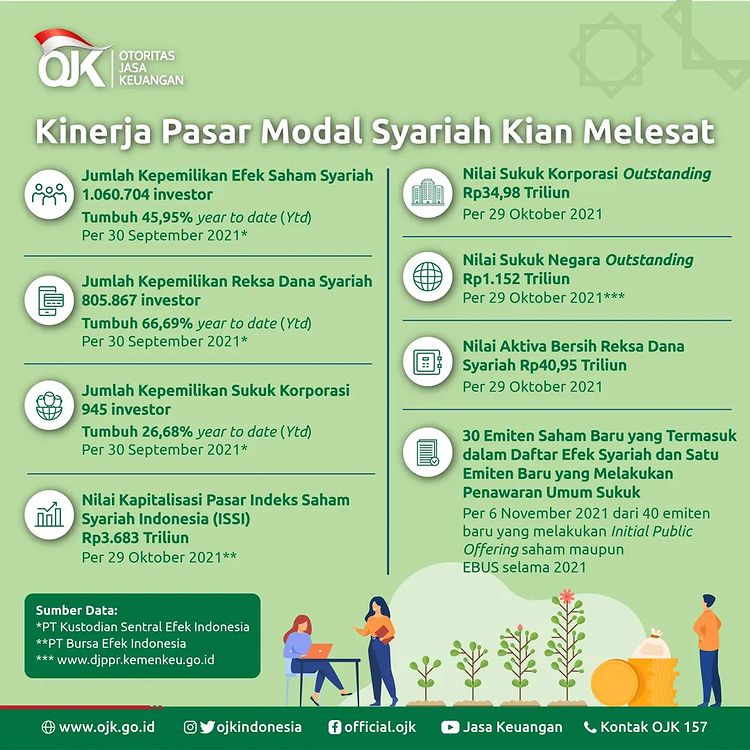 OJK
OTORITAS
JASA
KEUANGAN
Kinerja Pasar Modal Syariah Kian Melesat
Jumlah Kepemilikan Efek Saham Syariah
1.060.704 investor
Tumbuh 45,95% year to date (Ytd)
Per 30 September 2021*
Jumlah Kepemilikan Reksa Dana Syariah
805.867 investor
Tumbuh 66,69% year to date (Ytd)
Per 30 September 2021*
Jumlah Kepemilikan Sukuk Korporasi
945 investor
Tumbuh 26,68% year to date (Ytd)
Per 30 September 2021*
Nilai Kapitalisasi Pasar Indeks Saham
Syariah Indonesia (ISSI)
Rp3.683 Triliun
Per 29 Oktober 2021**
Nilai Sukuk Korporasi Outstanding
Rp34,98 Triliun
Per 29 Oktober 2021
Nilai Sukuk Negara Outstanding
Rp1.152 Triliun
Per 29 Oktober 2021***
Nilai Aktiva Bersih Reksa Dana
Syariah Rp40,95 Triliun
Per 29 Oktober 2021
30 Emiten Saham Baru yang Termasuk
dalam Daftar Efek Syariah dan Satu
Emiten Baru yang Melakukan
Penawaran Umum Sukuk
Per 6 November 2021 dari 40 emiten
baru yang melakukan Initial Public
Offering saham maupun
EBUS selama 2021
Sumber Data:
*PT Kustodian Sentral Efek Indonesia
**PT Bursa Efek Indonesia
*** www.djppr.kemenkeu.go.id
www.ojk.go.id
ojkindonesia
official.ojk
Jasa Keuangan
Kontak OJK 157